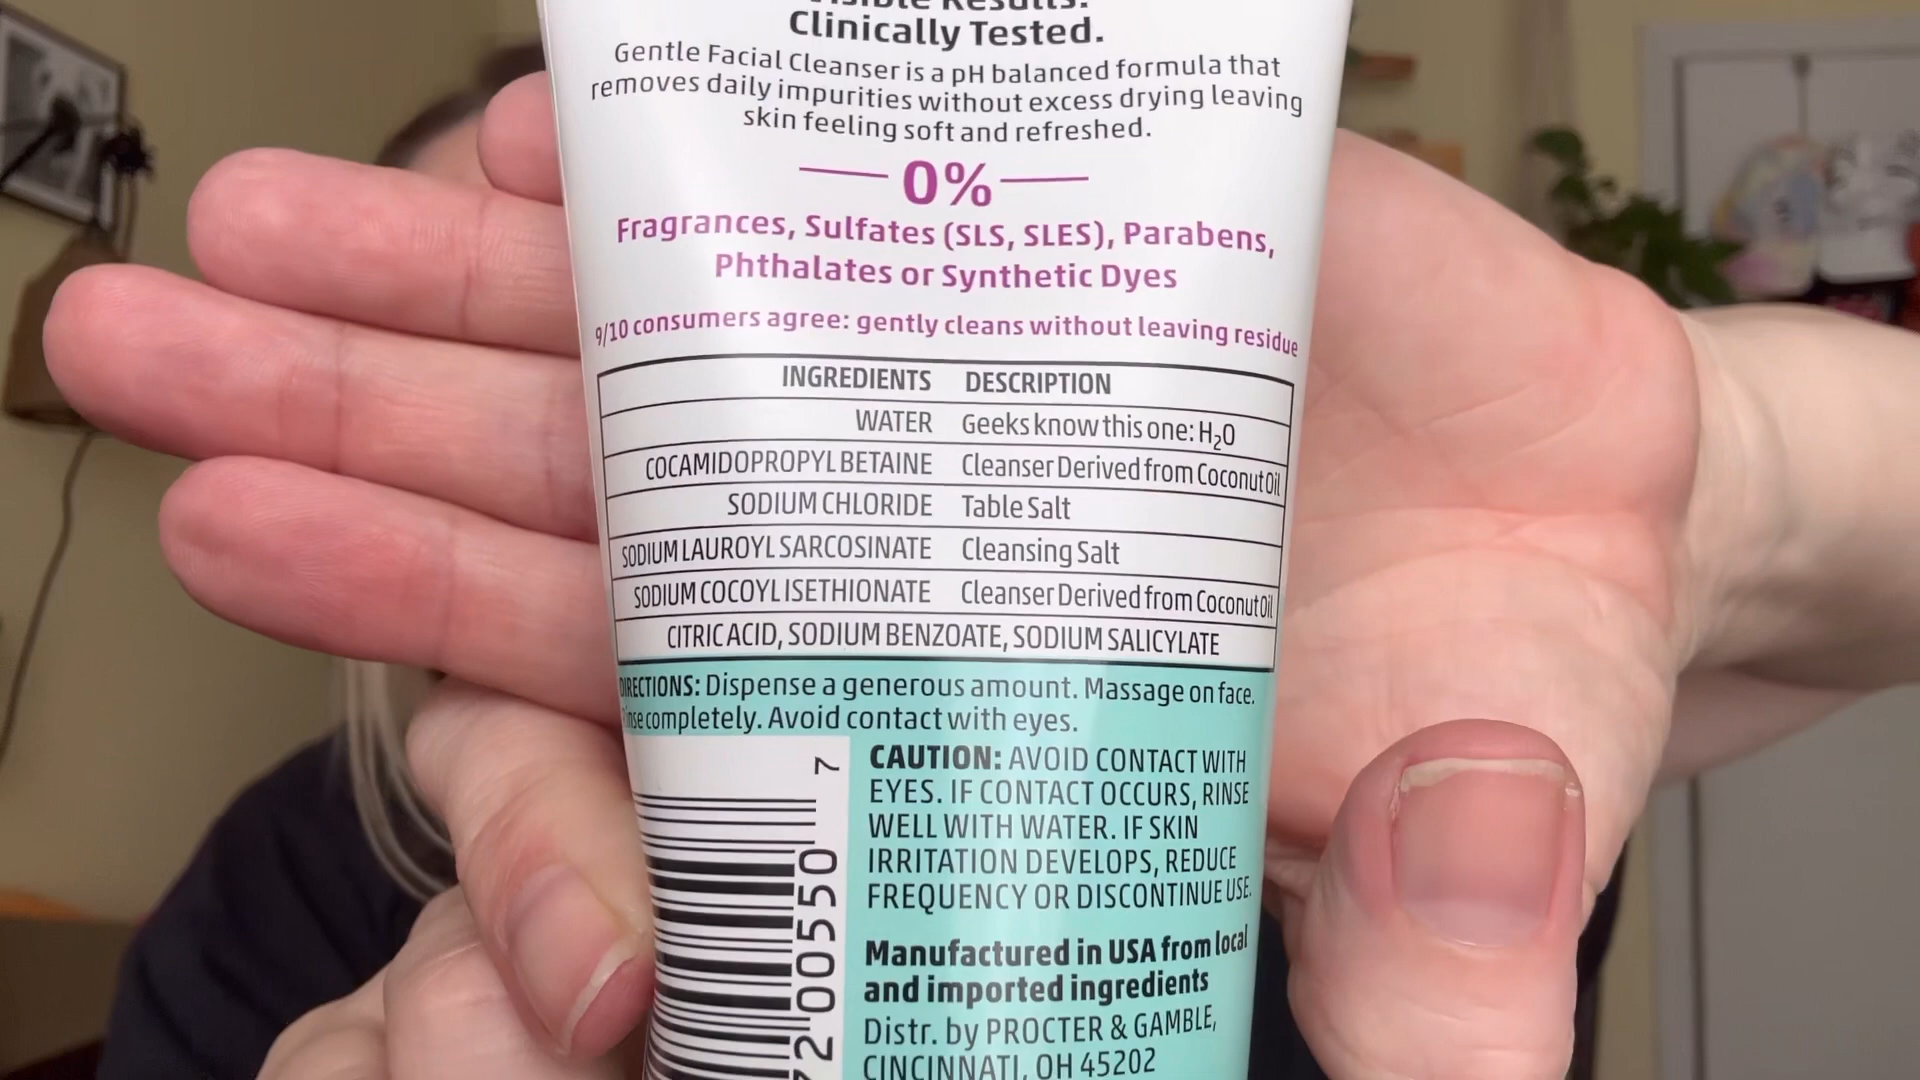 Results.
Clinically Tested.
Gentle Facial Cleanser is a pH balanced formula that
removes daily impurities without excess drying leaving
skin feeling soft and refreshed.
0%
Fragrances, Sulfates (SLS, SLES), Parabens,
Phthalates or Synthetic Dyes
9/10 consumers agree: gently cleans without leaving residue
INGREDIENTS DESCRIPTION
WATER Geeks know this one: H₂O
COCAMIDOPROPYL BETAINE Cleanser Derived from Coconut Oil
SODIUM CHLORIDE Table Salt
SODIUM LAUROYL SARCOSINATE Cleansing Salt
SODIUM COCOYL ISETHIONATE Cleanser Derived from Coconut Oil
CITRIC ACID, SODIUM BENZOATE, SODIUM SALICYLATE
DIRECTIONS: Dispense a generous amount. Massage on face.
Rinse completely. Avoid contact with eyes.
CAUTION: AVOID CONTACT WITH
EYES. IF CONTACT OCCURS, RINSE
WELL WITH WATER. IF SKIN
IRRITATION DEVELOPS, REDUCE
FREQUENCY OR DISCONTINUE USE.
Manufactured in USA from local
and imported ingredients
Distr. by PROCTER & GAMBLE,
CINCINNATI, OH 45202
7
7200550